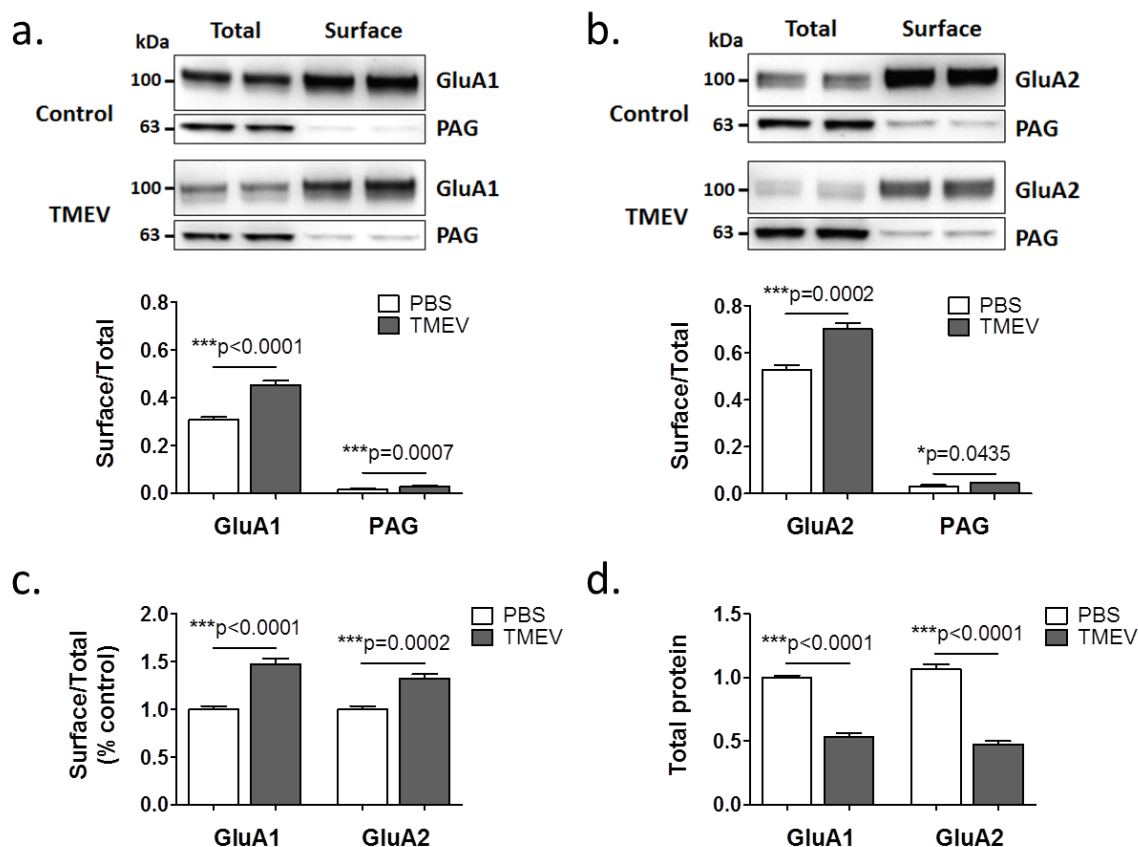 a.
kDa
Total
Surface
Control
100
GluA1
63
PAG
TMEV
100
GluA1
63
PAG
Surface/Total
0.8
0.6
0.4
0.2
0.0
PBS
TMEV
***p<0.0001
***p=0.0007
GluA1
PAG
b.
kDa
Total
Surface
Control
100
GluA2
63
PAG
TMEV
100
GluA2
63
PAG
Surface/Total
0.8
0.6
0.4
0.2
0.0
PBS
TMEV
***p=0.0002
*p=0.0435
GluA2
PAG
c.
Surface/Total
(% control)
2.0
1.5
1.0
0.5
0.0
PBS
TMEV
***p<0.0001
***p=0.0002
GluA1
GluA2
d.
Total protein
1.5
1.0
0.5
0.0
PBS
TMEV
***p<0.0001
***p<0.0001
GluA1
GluA2